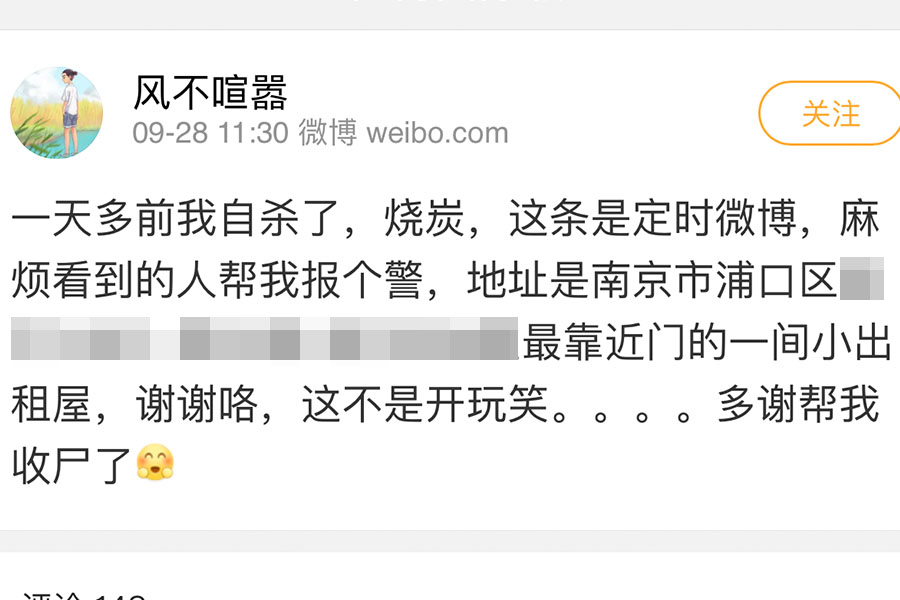 风不喧嚣
09-28 11:30 微博 weibo.com
关注
一天多前我自杀了，烧炭，这条是定时微博，麻
烦看到的人帮我报个警，地址是南京市浦口区
最靠近门的一间小出
租屋，谢谢咯，这不是开玩笑。。。。多谢帮我
收尸了